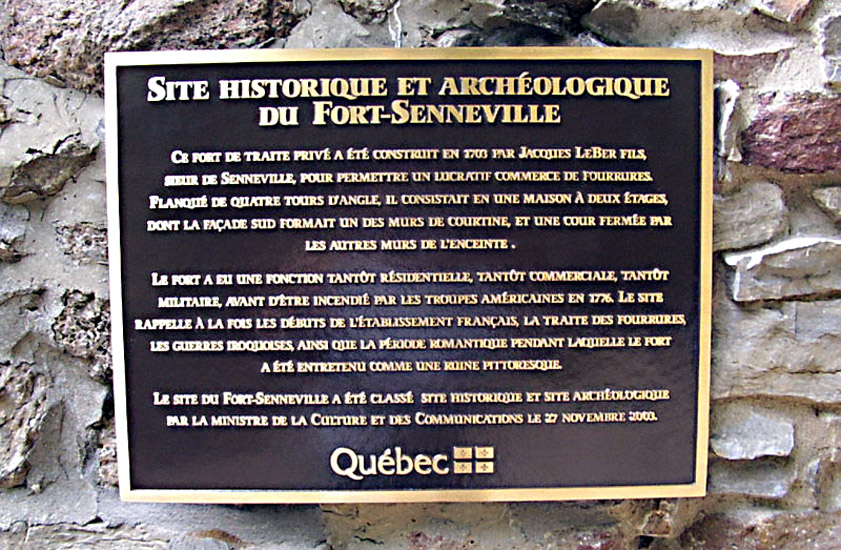 SITE HISTORIQUE ET ARCHÉOLOGIQUE
DU FORT-SENNEVILLE
CE FORT DE TRAITE PRIVÉ A ÉTÉ CONSTRUIT EN 1703 PAR JACQUES LEBER FILS,
SIEUR DE SENNEVILLE, POUR PERMETTRE UN LUCRATIF COMMERCE DE FOURRURES.
FLANQUÉ DE QUATRE TOURS D'ANGLE, IL CONSISTAIT EN UNE MAISON À DEUX ÉTAGES,
DONT LA FAÇADE SUD FORMAIT UN DES MURS DE COURTINE, ET UNE COUR FERMÉE PAR
LES AUTRES MURS DE L'ENCEINTE .
LE FORT A EU UNE FONCTION TANTÔT RÉSIDENTIELLE, TANTÔT COMMERCIALE, TANTÔT
MILITAIRE, AVANT D'ÊTRE INCENDIÉ PAR LES TROUPES AMÉRICAINES EN 1776. LE SITE
RAPPELLE À LA FOIS LES DÉBUTS DE L'ÉTABLISSEMENT FRANÇAIS, LA TRAITE DES FOURRURES,
LES GUERRES IROQUOISES, AINSI QUE LA PÉRIODE ROMANTIQUE PENDANT LAQUELLE LE FORT
A ÉTÉ ENTRETENU COMME UNE RUINE PITTORESQUE.
LE SITE DU FORT-SENNEVILLE A ÉTÉ CLASSÉ SITE HISTORIQUE ET SITE ARCHÉOLOGIQUE
PAR LA MINISTRE DE LA CULTURE ET DES COMMUNICATIONS LE 27 NOVEMBRE 2003.
Québec